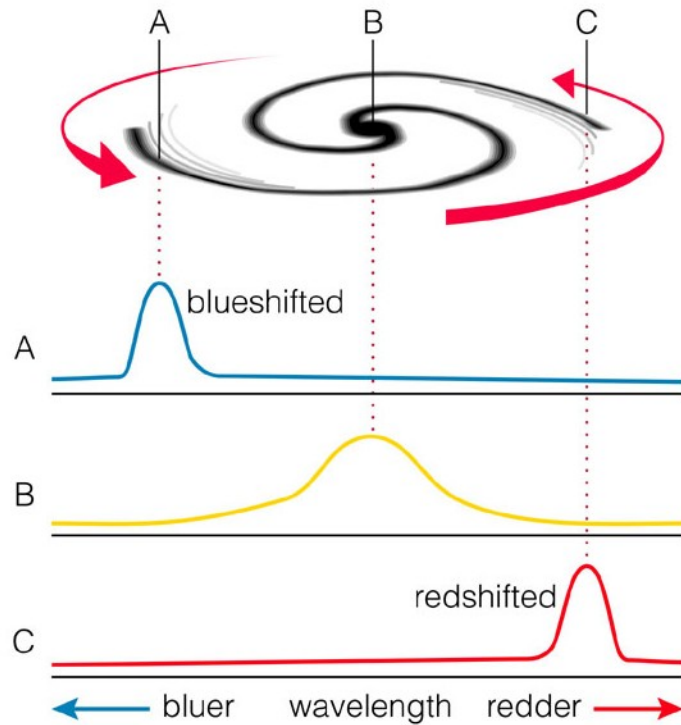 A B C
blueshifted
A
B
redshifted
C
bluer wavelength redder